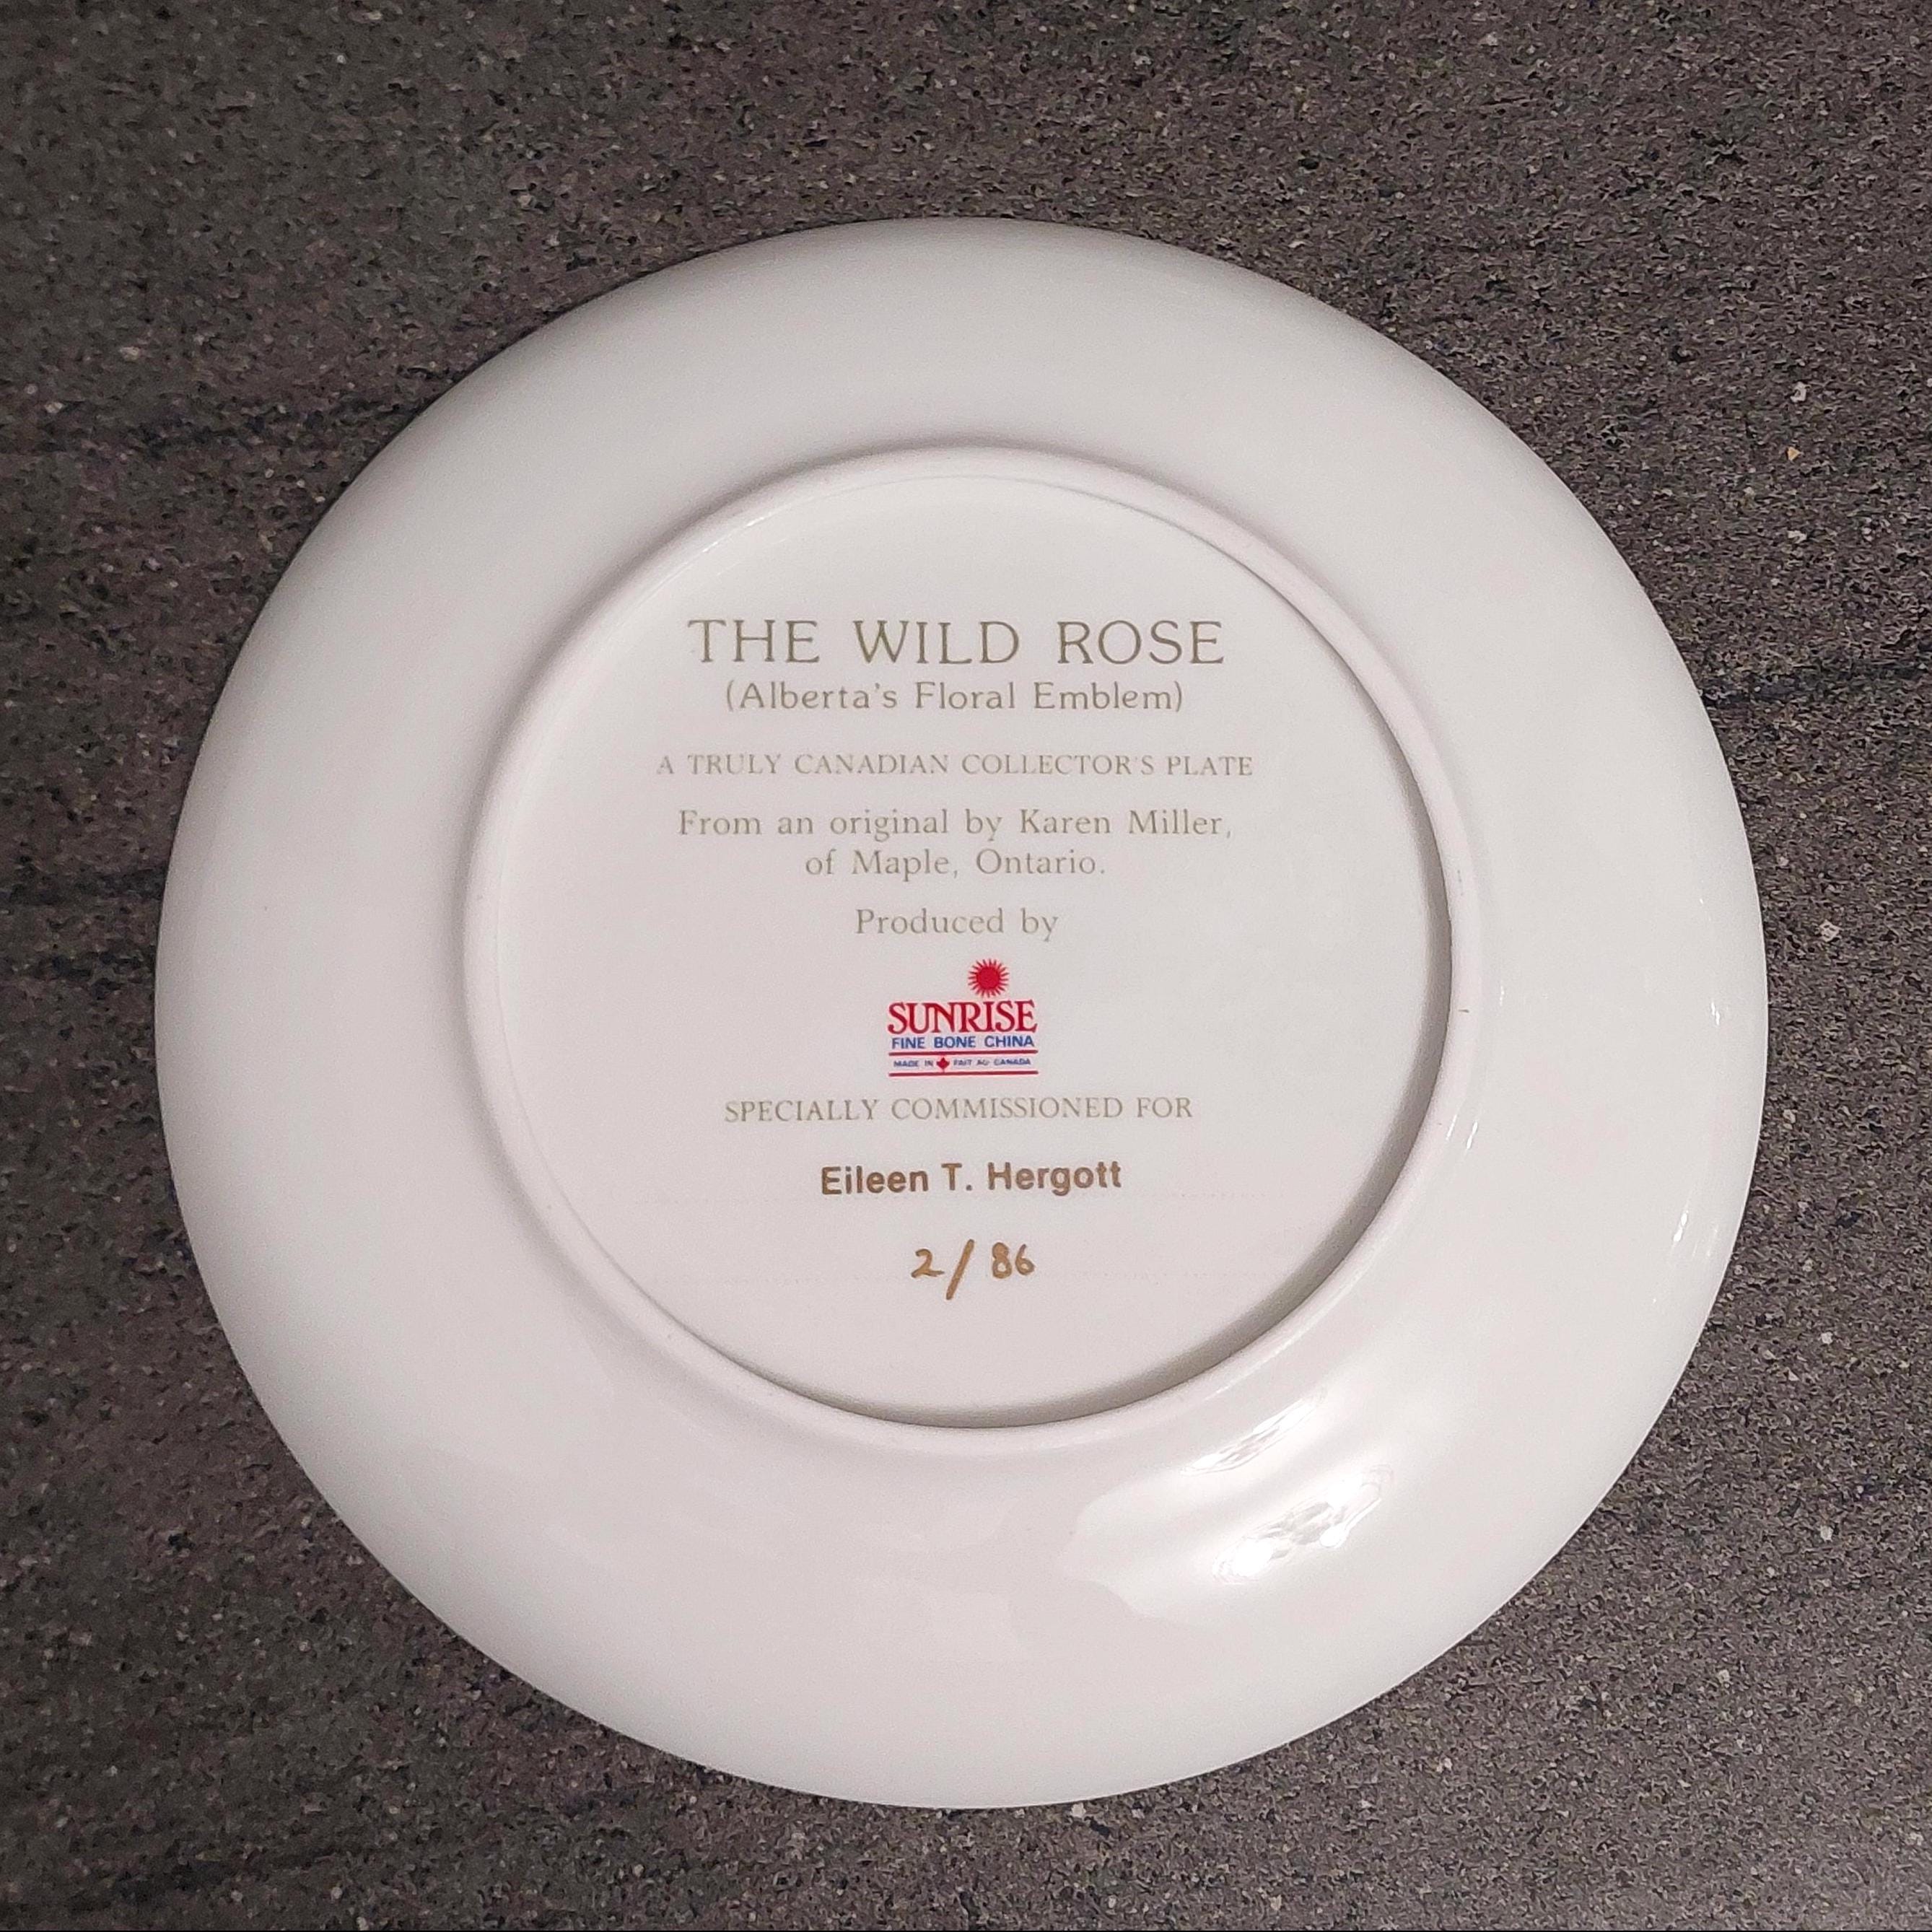 THE WILD ROSE
(Alberta's Floral Emblem)
A TRULY CANADIAN COLLECTOR'S PLATE
From an original by Karen Miller,
of Maple, Ontario.
Produced by
SUNRISE
FINE BONE CHINA
MADE IN FAIT AU CANADA
SPECIALLY COMMISSIONED FOR
Eileen T. Hergott
2/86